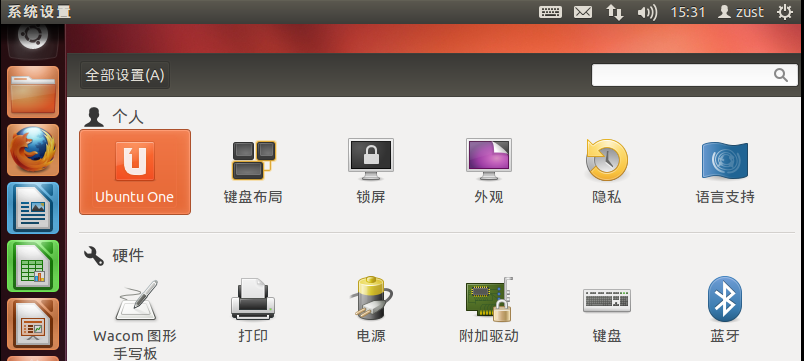 系统设置
15:31 zust
全部设置(A)
个人
Ubuntu One 键盘布局 锁屏 外观 隐私 语言支持
硬件
Wacom 图形 打印 电源 附加驱动 键盘 蓝牙
手写板